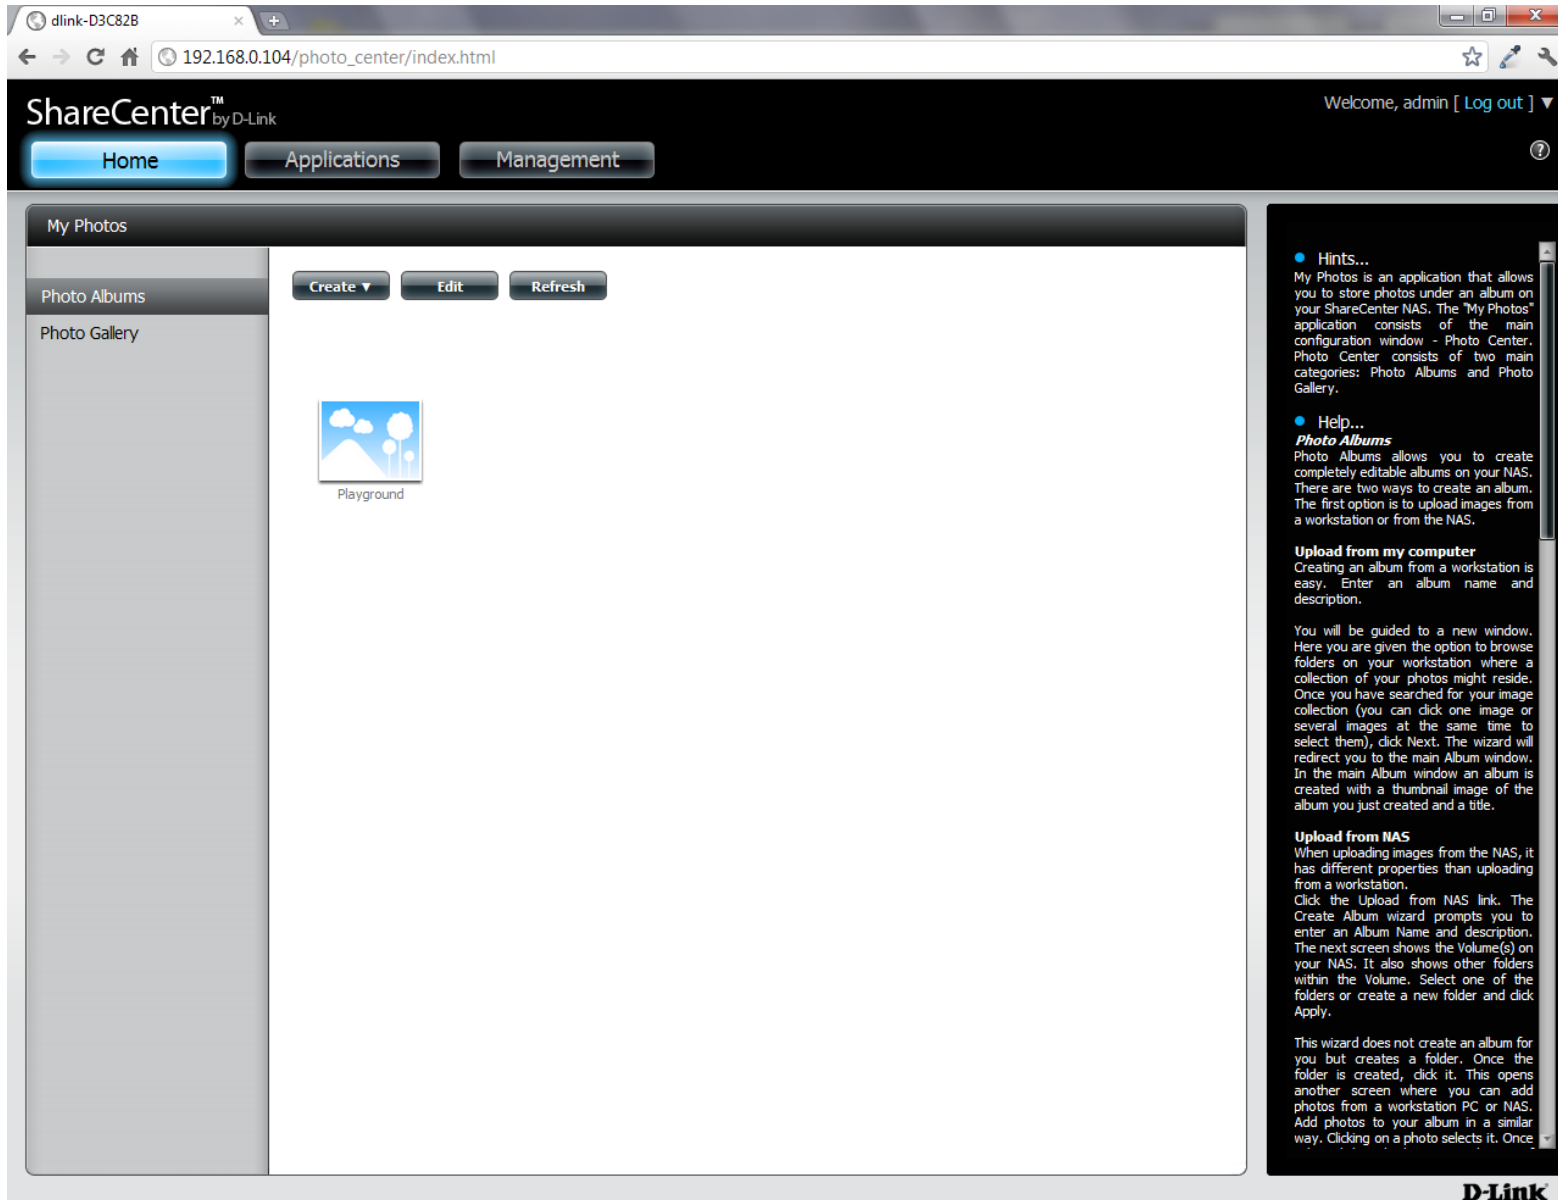 dlink-D3C82B
192.168.0.104/photo_center/index.html
ShareCenter™ by D-Link
Welcome, admin [ Log out ] ▼
Home
Applications
Management
?
My Photos
Photo Albums
Photo Gallery
Create ▼
Edit
Refresh
Playground
Hints...
My Photos is an application that allows
you to store photos under an album on
your ShareCenter NAS. The "My Photos"
application consists of the main
configuration window - Photo Center.
Photo Center consists of two main
categories: Photo Albums and Photo
Gallery.
Help...
Photo Albums
Photo Albums allows you to create
completely editable albums on your NAS.
There are two ways to create an album.
The first option is to upload images from
a workstation or from the NAS.
Upload from my computer
Creating an album from a workstation is
easy. Enter an album name and
description.
You will be guided to a new window.
Here you are given the option to browse
folders on your workstation where a
collection of your photos might reside.
Once you have searched for your image
collection (you can click one image or
several images at the same time to
select them), click Next. The wizard will
redirect you to the main Album window.
In the main Album window an album is
created with a thumbnail image of the
album you just created and a title.
Upload from NAS
When uploading images from the NAS, it
has different properties than uploading
from a workstation.
Click the Upload from NAS link. The
Create Album wizard prompts you to
enter an Album Name and description.
The next screen shows the Volume(s) on
your NAS. It also shows other folders
within the Volume. Select one of the
folders or create a new folder and click
Apply.
This wizard does not create an album for
you but creates a folder. Once the
folder is created, click it. This opens
another screen where you can add
photos from a workstation PC or NAS.
Add photos to your album in a similar
way. Clicking on a photo selects it. Once
D-Link